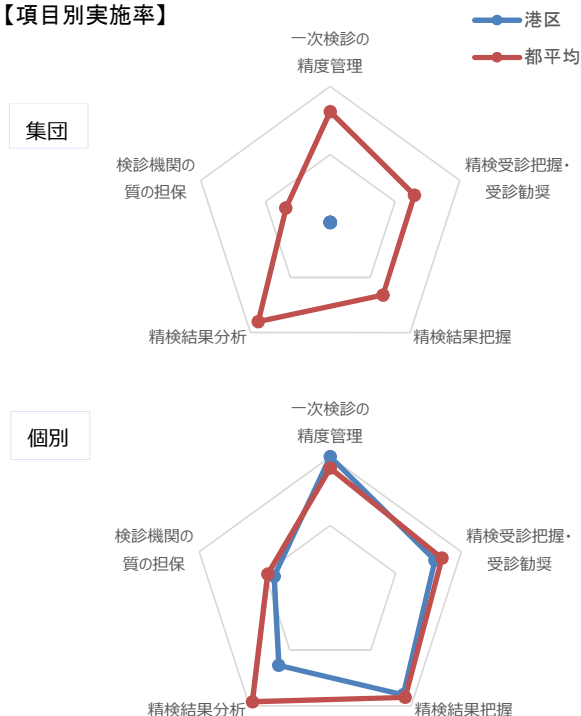 【項目別実施率】
港区
都平均
集団
一次検診の
精度管理
精検受診把握・
受診勧奨
精検結果把握
精検結果分析
検診機関の
質の担保
個別
一次検診の
精度管理
精検受診把握・
受診勧奨
精検結果把握
精検結果分析
検診機関の
質の担保